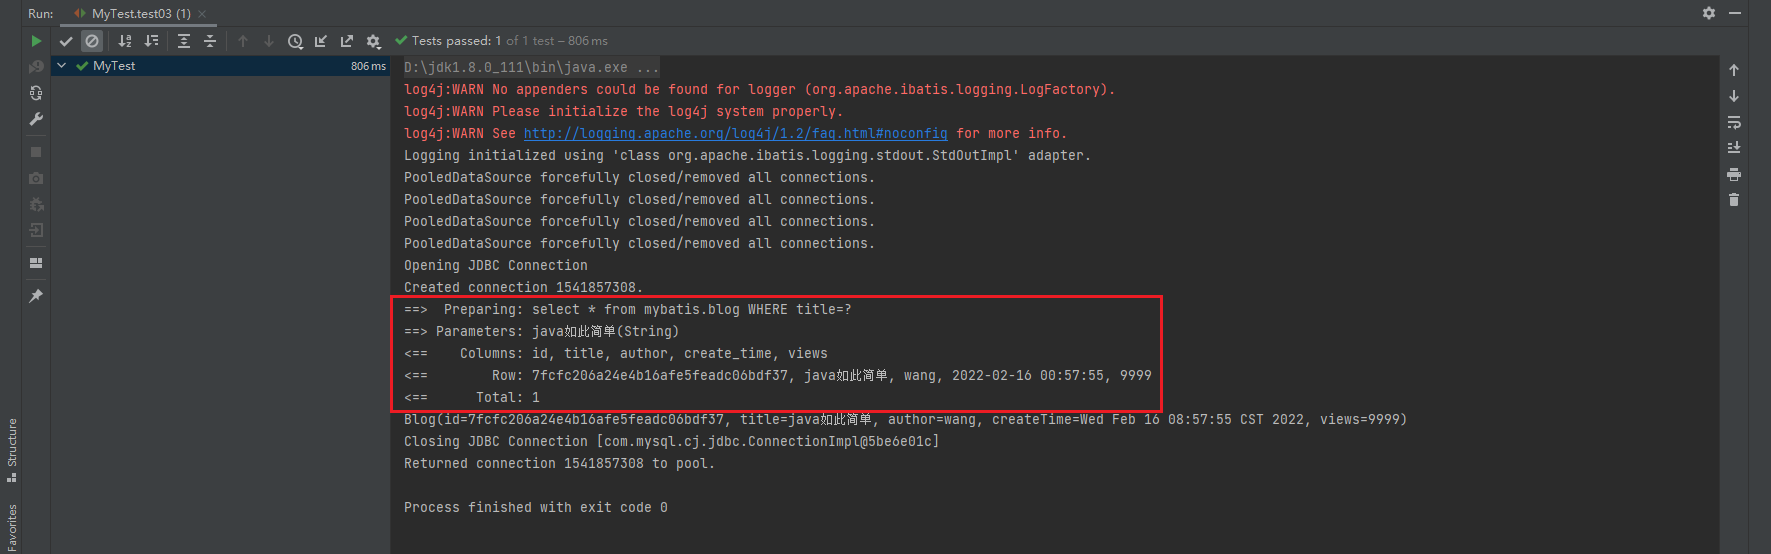 Run: MyTest.test03 (1)
Tests passed: 1 of 1 test – 806 ms
MyTest 806 ms
D:\jdk1.8.0_111\bin\java.exe ...
log4j:WARN No appenders could be found for logger (org.apache.ibatis.logging.LogFactory).
log4j:WARN Please initialize the log4j system properly.
log4j:WARN See http://logging.apache.org/log4j/1.2/faq.html#noconfig for more info.
Logging initialized using 'class org.apache.ibatis.logging.stdout.StdOutImpl' adapter.
PooledDataSource forcefully closed/removed all connections.
PooledDataSource forcefully closed/removed all connections.
PooledDataSource forcefully closed/removed all connections.
PooledDataSource forcefully closed/removed all connections.
Opening JDBC Connection
Created connection 1541857308.
==>  Preparing: select * from mybatis.blog WHERE title=?
==> Parameters: java如此简单(String)
<==    Columns: id, title, author, create_time, views
<==        Row: 7fcfc206a24e4b16afe5feadc06bdf37, java如此简单, wang, 2022-02-16 00:57:55, 9999
<==      Total: 1
Blog(id=7fcfc206a24e4b16afe5feadc06bdf37, title=java如此简单, author=wang, createTime=Wed Feb 16 08:57:55 CST 2022, views=9999)
Closing JDBC Connection [com.mysql.cj.jdbc.ConnectionImpl@5be6e01c]
Returned connection 1541857308 to pool.
Process finished with exit code 0
Structure
Favorites